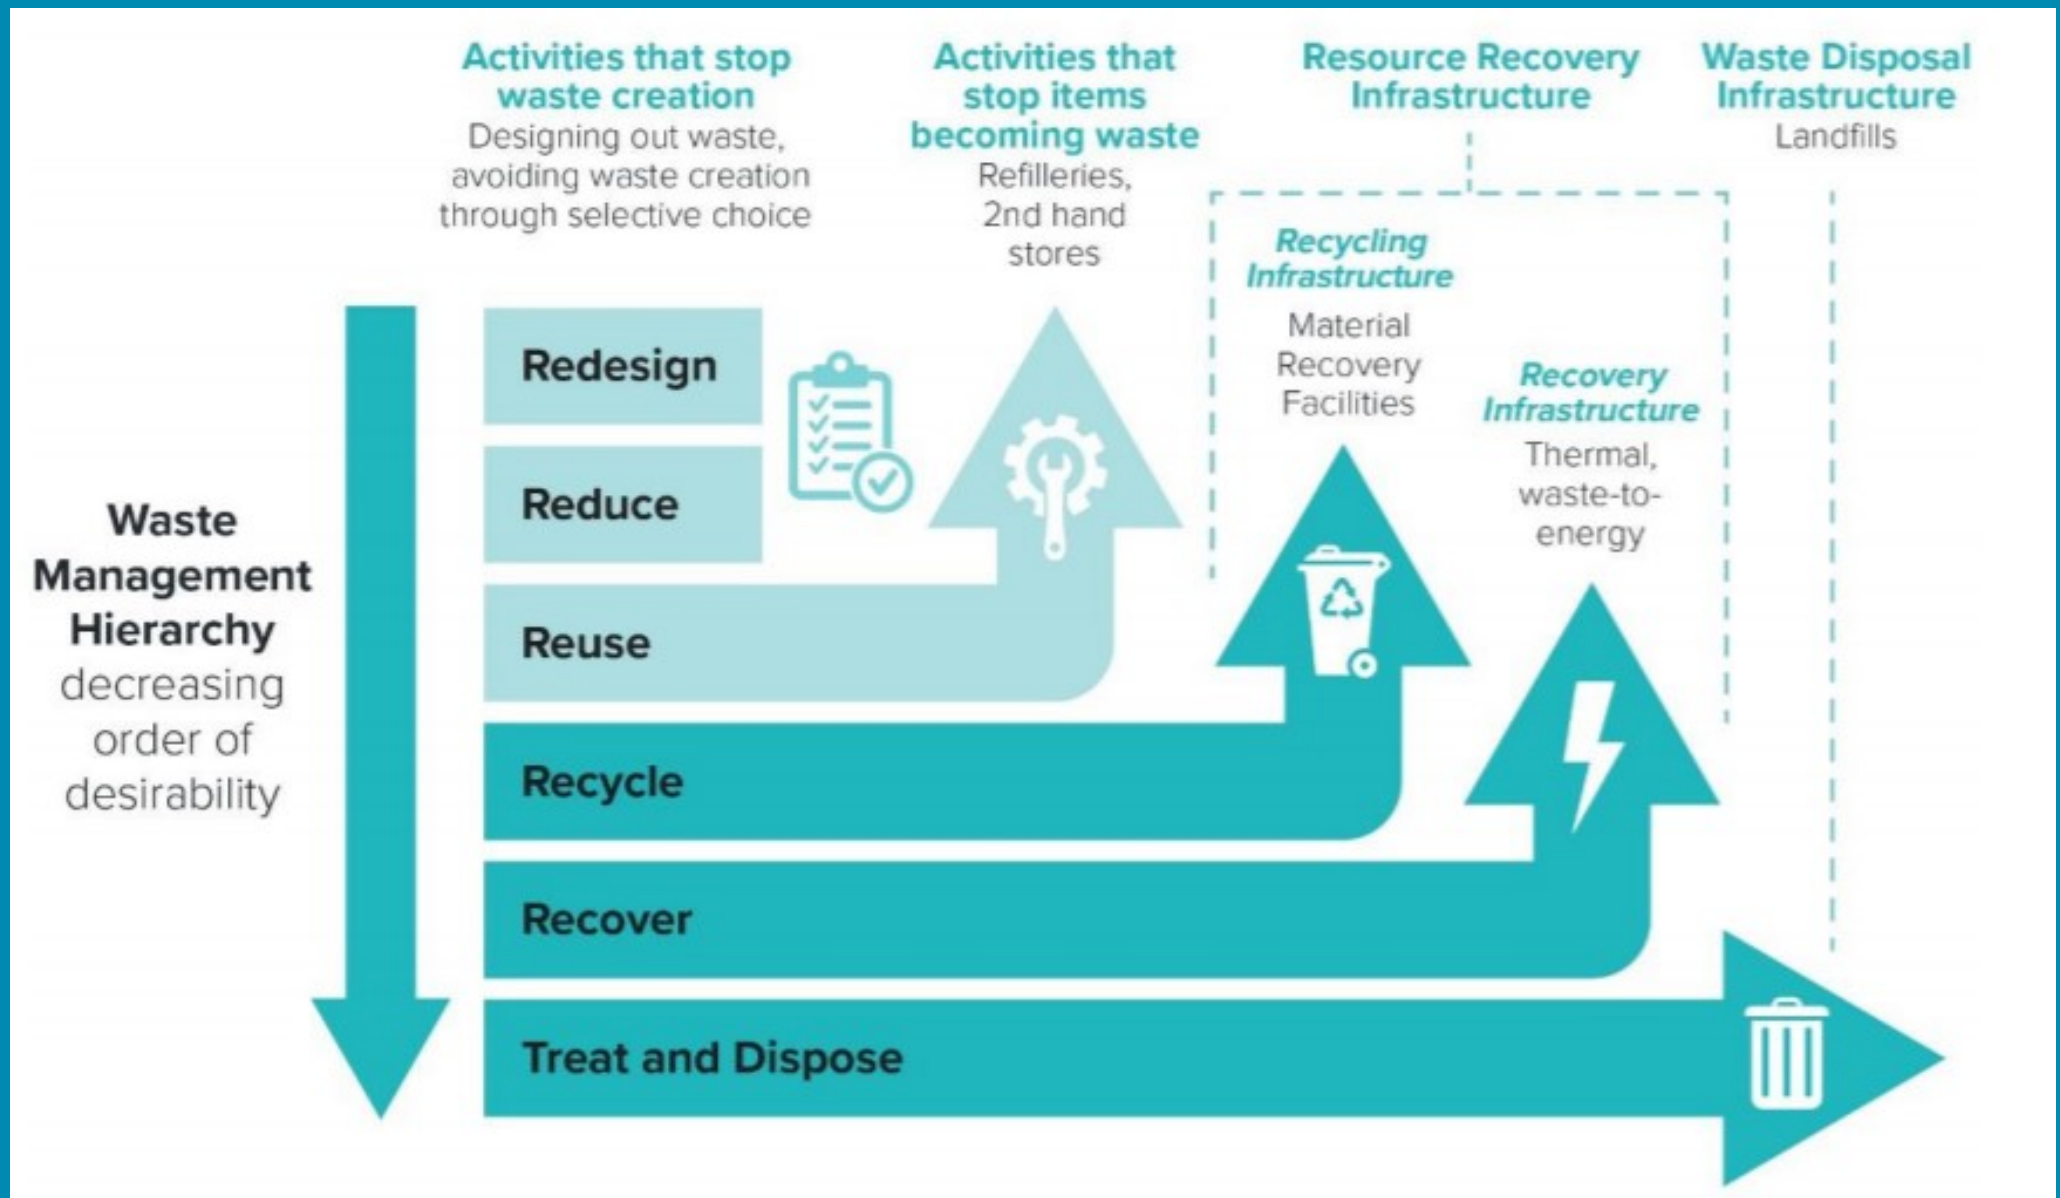 Activities that stop
waste creation
Designing out waste,
avoiding waste creation
through selective choice
Activities that
stop items
becoming waste
Refilleries,
2nd hand
stores
Resource Recovery
Infrastructure
Waste Disposal
Infrastructure
Landfills
Recycling
Infrastructure
Material
Recovery
Facilities
Recovery
Infrastructure
Thermal,
waste-to-
energy
Waste
Management
Hierarchy
decreasing
order of
desirability
Redesign
Reduce
Reuse
Recycle
Recover
Treat and Dispose